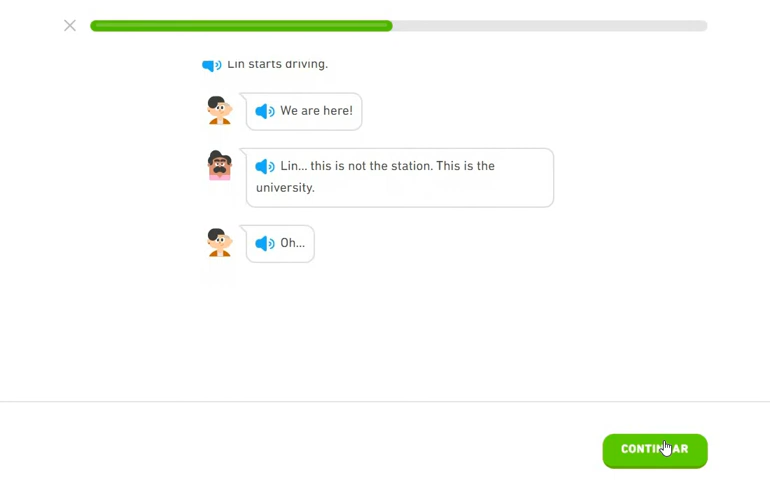 Lin starts driving.
We are here!
Lin... this is not the station. This is the
university.
Oh...
CONTINUAR